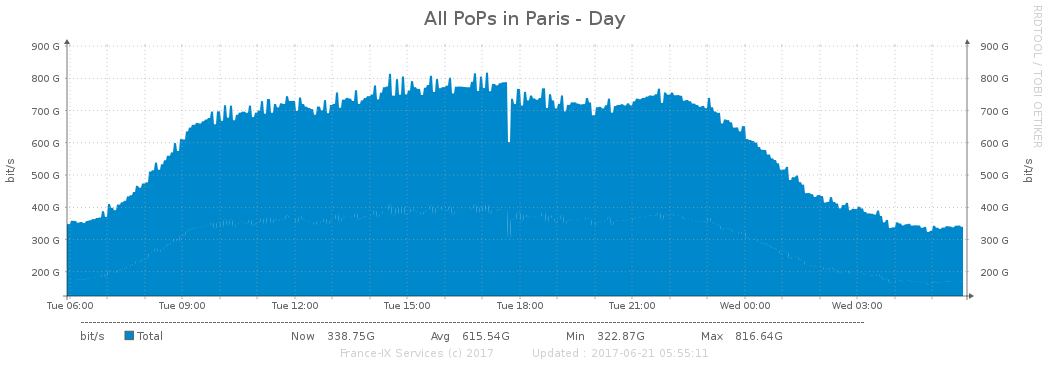 All PoPs in Paris - Day
RRDTOOL / TOBI OETIKER
900 G 900 G
800 G 800 G
700 G 700 G
600 G 600 G
500 G 500 G
400 G 400 G
300 G 300 G
200 G 200 G
bit/s bit/s
Tue 06:00 Tue 09:00 Tue 12:00 Tue 15:00 Tue 18:00 Tue 21:00 Wed 00:00 Wed 03:00
bit/s Total Now 338.75G Avg 615.54G Min 322.87G Max 816.64G
France-IX Services (c) 2017 Updated : 2017-06-21 05:55:11